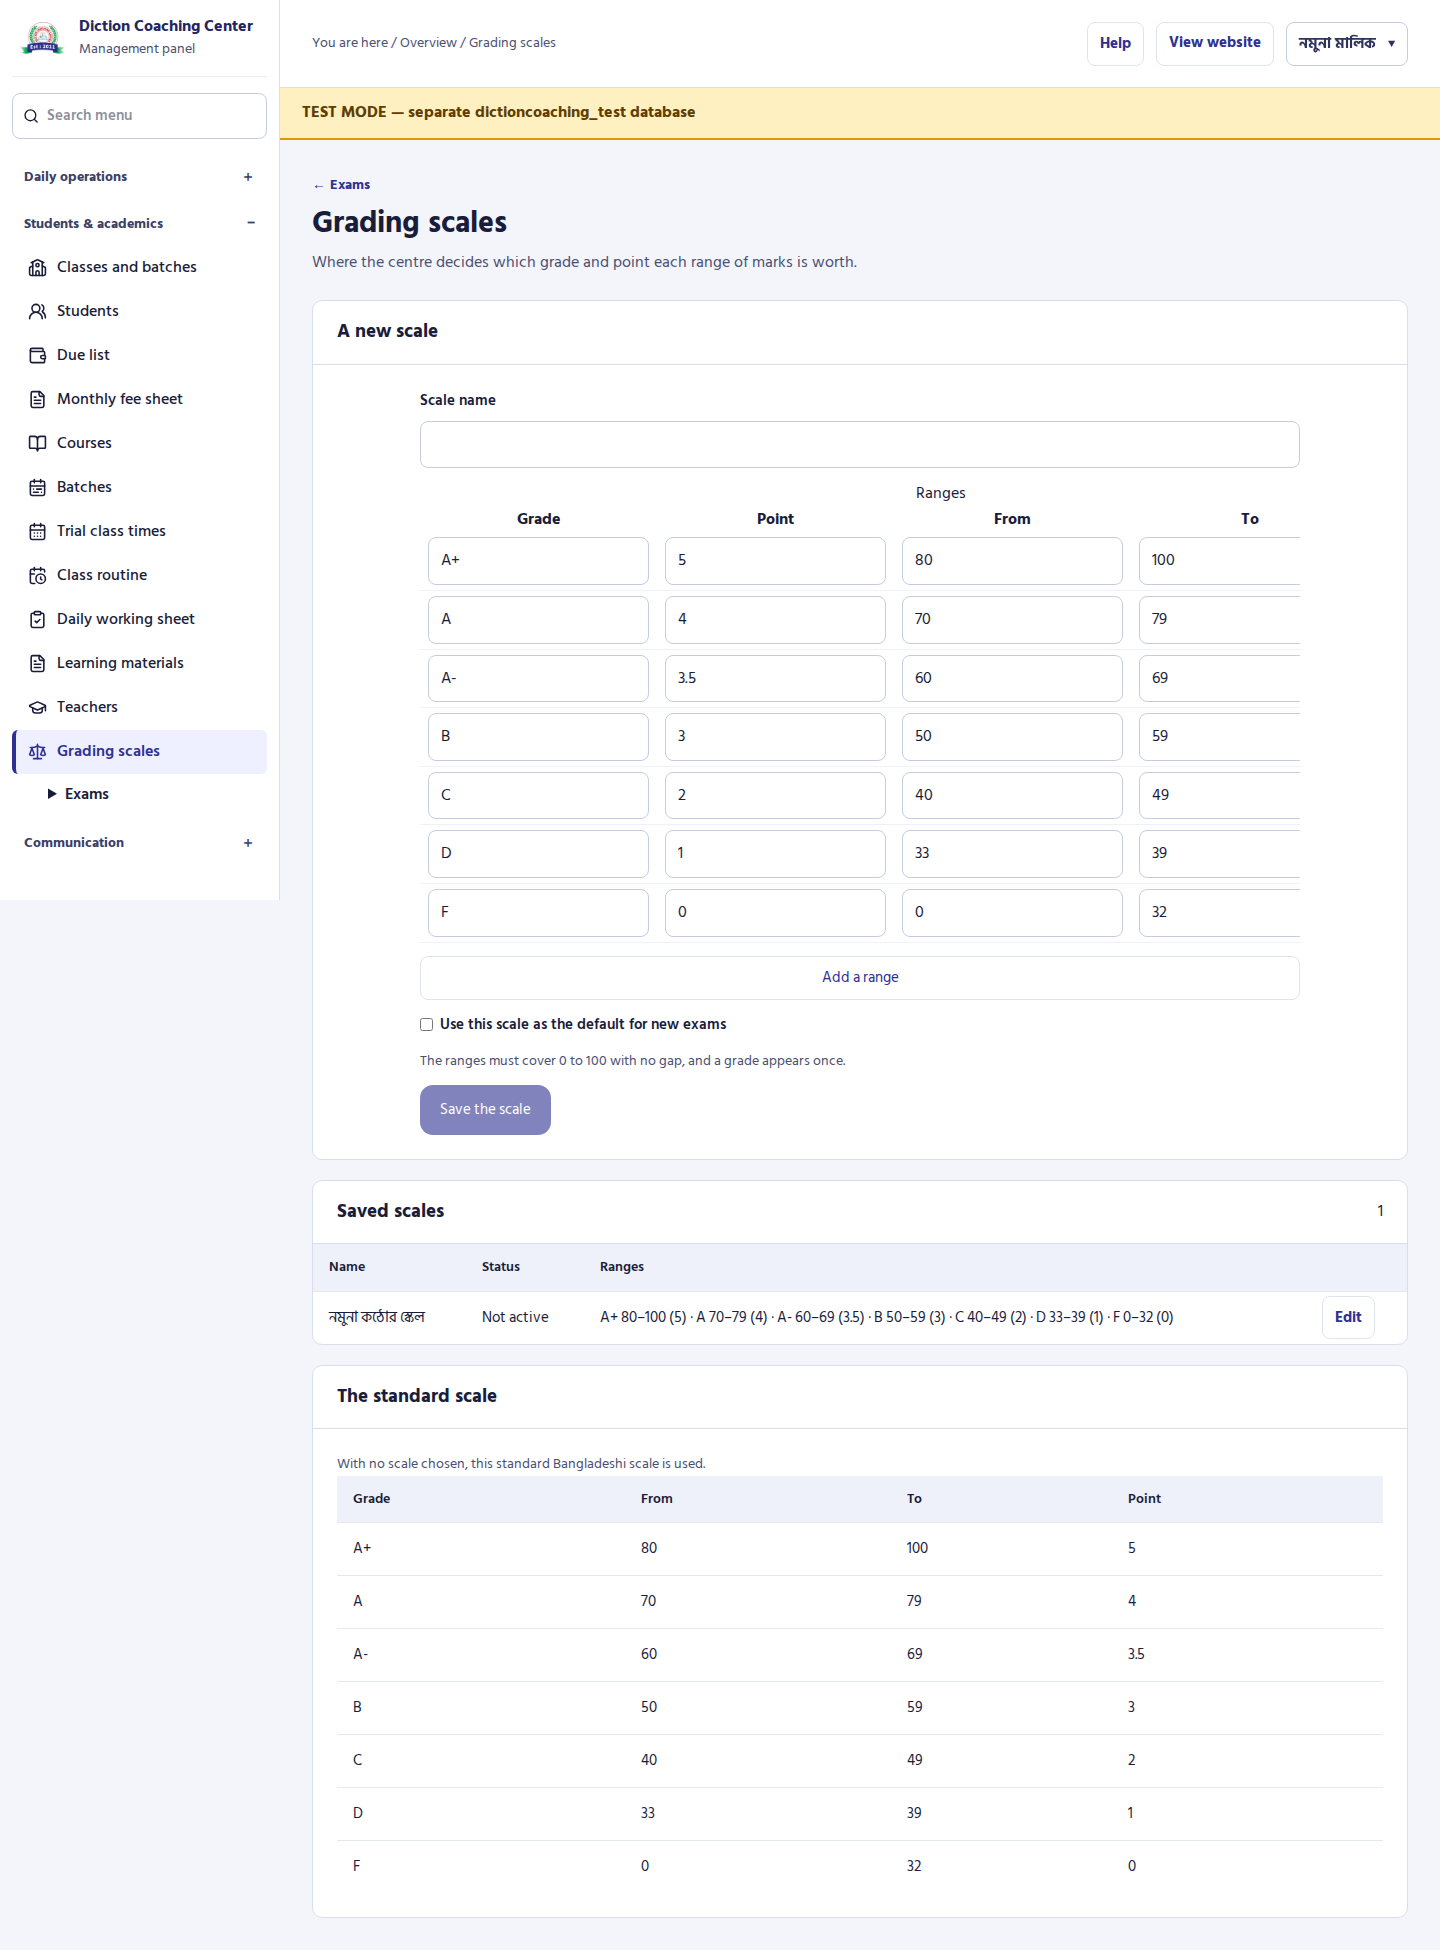 Diction Coaching Center
Management panel
Est : 2011
Search menu
Daily operations +
Students & academics −
Classes and batches
Students
Due list
Monthly fee sheet
Courses
Batches
Trial class times
Class routine
Daily working sheet
Learning materials
Teachers
Grading scales
Exams
Communication +
You are here / Overview / Grading scales
Help
View website
নমুনা মালিক
TEST MODE — separate dictioncoaching_test database
← Exams
Grading scales
Where the centre decides which grade and point each range of marks is worth.
A new scale
Scale name
Ranges
Grade Point From To
A+ 5 80 100
A 4 70 79
A- 3.5 60 69
B 3 50 59
C 2 40 49
D 1 33 39
F 0 0 32
Add a range
Use this scale as the default for new exams
The ranges must cover 0 to 100 with no gap, and a grade appears once.
Save the scale
Saved scales 1
Name Status Ranges
নমুনা কঠোর স্কেল Not active A+ 80–100 (5) · A 70–79 (4) · A- 60–69 (3.5) · B 50–59 (3) · C 40–49 (2) · D 33–39 (1) · F 0–32 (0) Edit
The standard scale
With no scale chosen, this standard Bangladeshi scale is used.
Grade From To Point
A+ 80 100 5
A 70 79 4
A- 60 69 3.5
B 50 59 3
C 40 49 2
D 33 39 1
F 0 32 0